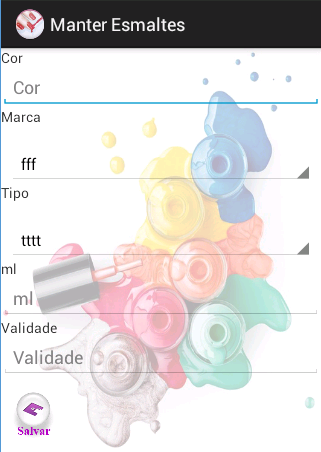 Manter Esmaltes
Cor
Cor
Marca
fff
Tipo
tttt
ml
ml
Validade
Validade
Salvar